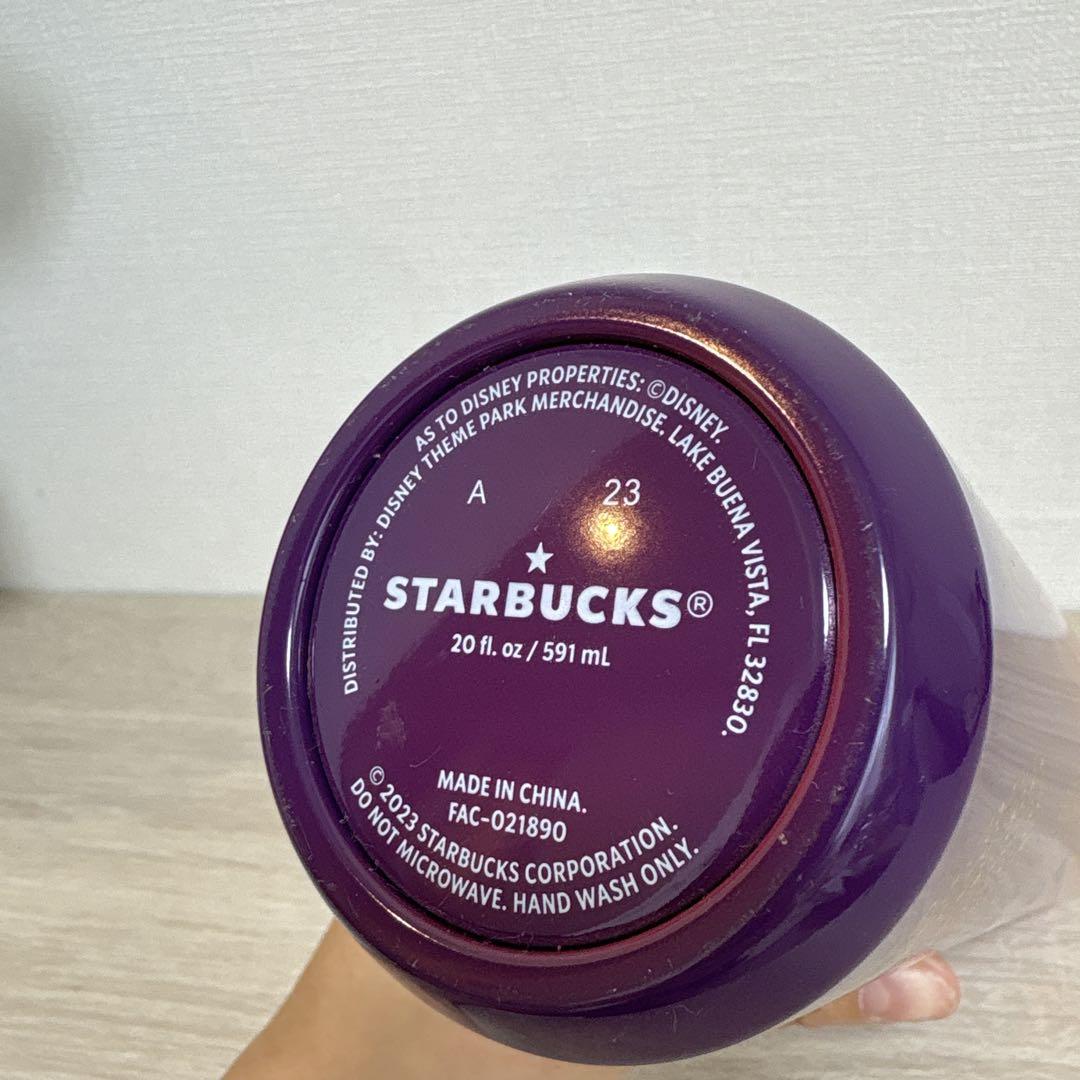 AS TO DISNEY PROPERTIES: ©DISNEY.
DISTRIBUTED BY: DISNEY THEME PARK MERCHANDISE. LAKE BUENA VISTA, FL 32830.
A 23
STARBUCKS®
20 fl. oz / 591 mL
MADE IN CHINA.
FAC-021890
© 2023 STARBUCKS CORPORATION.
DO NOT MICROWAVE. HAND WASH ONLY.